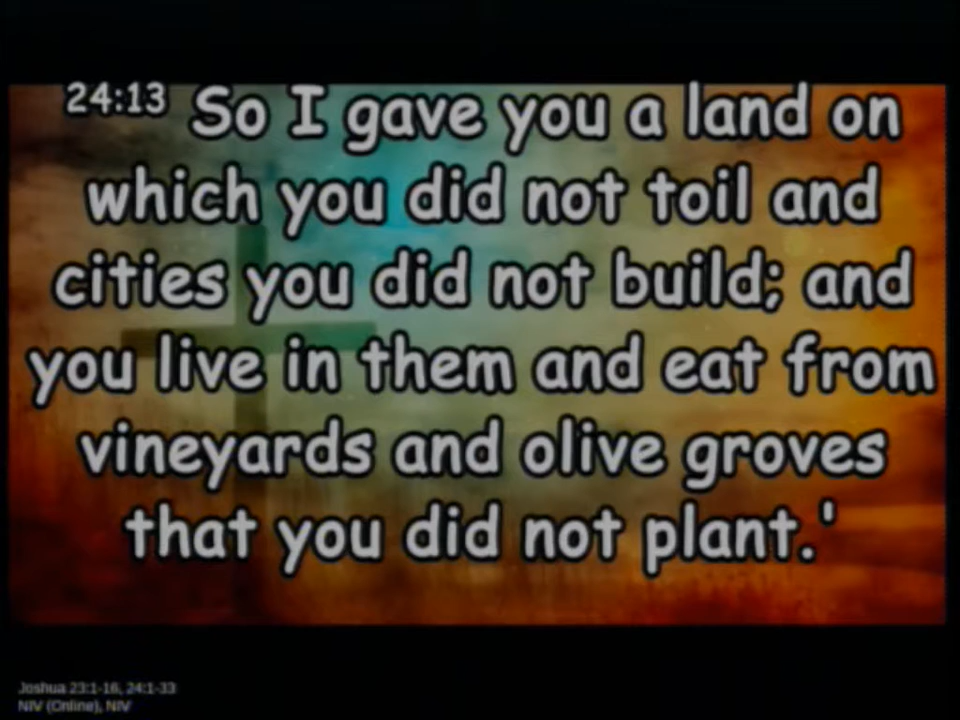 24:13 So I gave you a land on
which you did not toil and
cities you did not build; and
you live in them and eat from
vineyards and olive groves
that you did not plant.'
Joshua 23:1-16, 24:1-33
NIV (Online), NIV